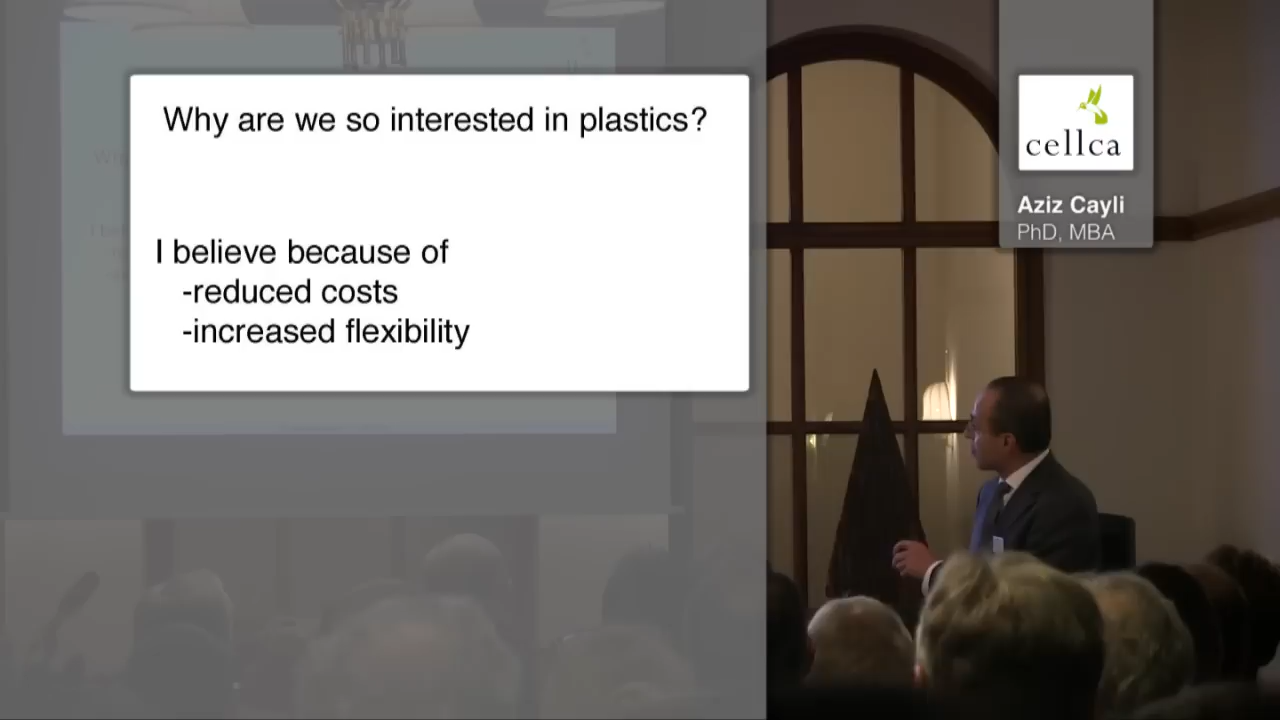 Why are we so interested in plastics?
I believe because of
-reduced costs
-increased flexibility
cellca
Aziz Cayli
PhD, MBA